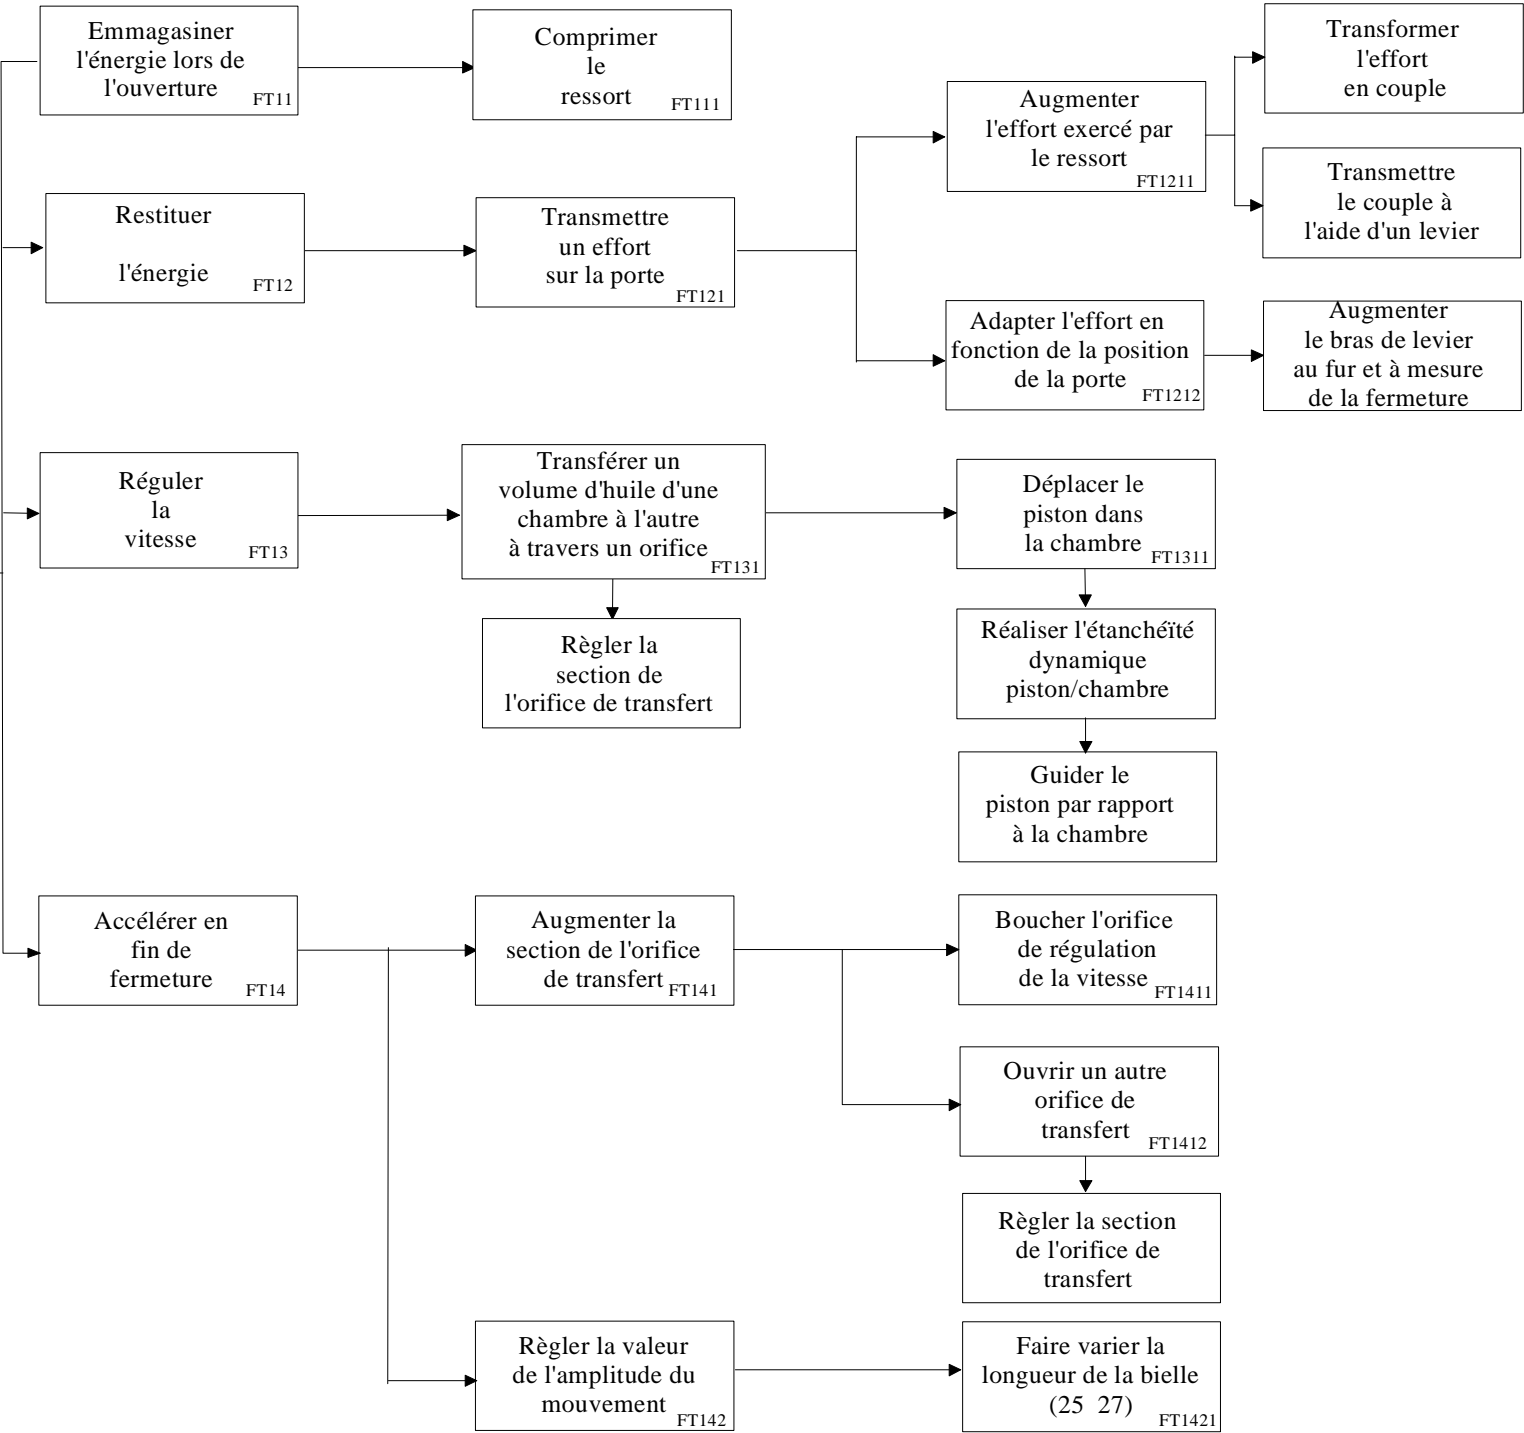 Emmagasiner
l'énergie lors de
l'ouverture
FT11
Comprimer
le
ressort
FT111
Restituer
l'énergie
FT12
Transmettre
un effort
sur la porte
FT121
Augmenter
l'effort exercé par
le ressort
FT1211
Transformer
l'effort
en couple
Transmettre
le couple à
l'aide d'un levier
Adapter l'effort en
fonction de la position
de la porte
FT1212
Augmenter
le bras de levier
au fur et à mesure
de la fermeture
Réguler
la
vitesse
FT13
Transférer un
volume d'huile d'une
chambre à l'autre
à travers un orifice
FT131
Règler la
section de
l'orifice de transfert
Déplacer le
piston dans
la chambre
FT1311
Réaliser l'étanchéïté
dynamique
piston/chambre
Guider le
piston par rapport
à la chambre
Accélérer en
fin de
fermeture
FT14
Augmenter la
section de l'orifice
de transfert
FT141
Boucher l'orifice
de régulation
de la vitesse
FT1411
Ouvrir un autre
orifice de
transfert
FT1412
Règler la section
de l'orifice de
transfert
Règler la valeur
de l'amplitude du
mouvement
FT142
Faire varier la
longueur de la bielle
(25 27)
FT1421